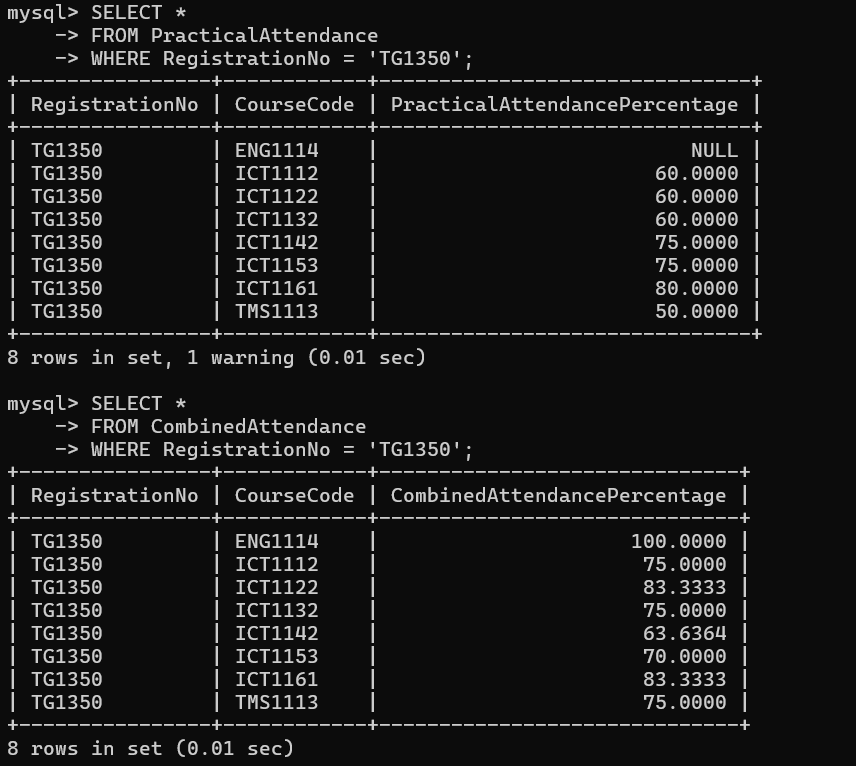 mysql> SELECT *
    -> FROM PracticalAttendance
    -> WHERE RegistrationNo = 'TG1350';
+----------------+------------+-------------------------------+
| RegistrationNo | CourseCode | PracticalAttendancePercentage |
+----------------+------------+-------------------------------+
| TG1350         | ENG1114    |                          NULL |
| TG1350         | ICT1112    |                       60.0000 |
| TG1350         | ICT1122    |                       60.0000 |
| TG1350         | ICT1132    |                       60.0000 |
| TG1350         | ICT1142    |                       75.0000 |
| TG1350         | ICT1153    |                       75.0000 |
| TG1350         | ICT1161    |                       80.0000 |
| TG1350         | TMS1113    |                       50.0000 |
+----------------+------------+-------------------------------+
8 rows in set, 1 warning (0.01 sec)

mysql> SELECT *
    -> FROM CombinedAttendance
    -> WHERE RegistrationNo = 'TG1350';
+----------------+------------+------------------------------+
| RegistrationNo | CourseCode | CombinedAttendancePercentage |
+----------------+------------+------------------------------+
| TG1350         | ENG1114    |                     100.0000 |
| TG1350         | ICT1112    |                      75.0000 |
| TG1350         | ICT1122    |                      83.3333 |
| TG1350         | ICT1132    |                      75.0000 |
| TG1350         | ICT1142    |                      63.6364 |
| TG1350         | ICT1153    |                      70.0000 |
| TG1350         | ICT1161    |                      83.3333 |
| TG1350         | TMS1113    |                      75.0000 |
+----------------+------------+------------------------------+
8 rows in set (0.01 sec)